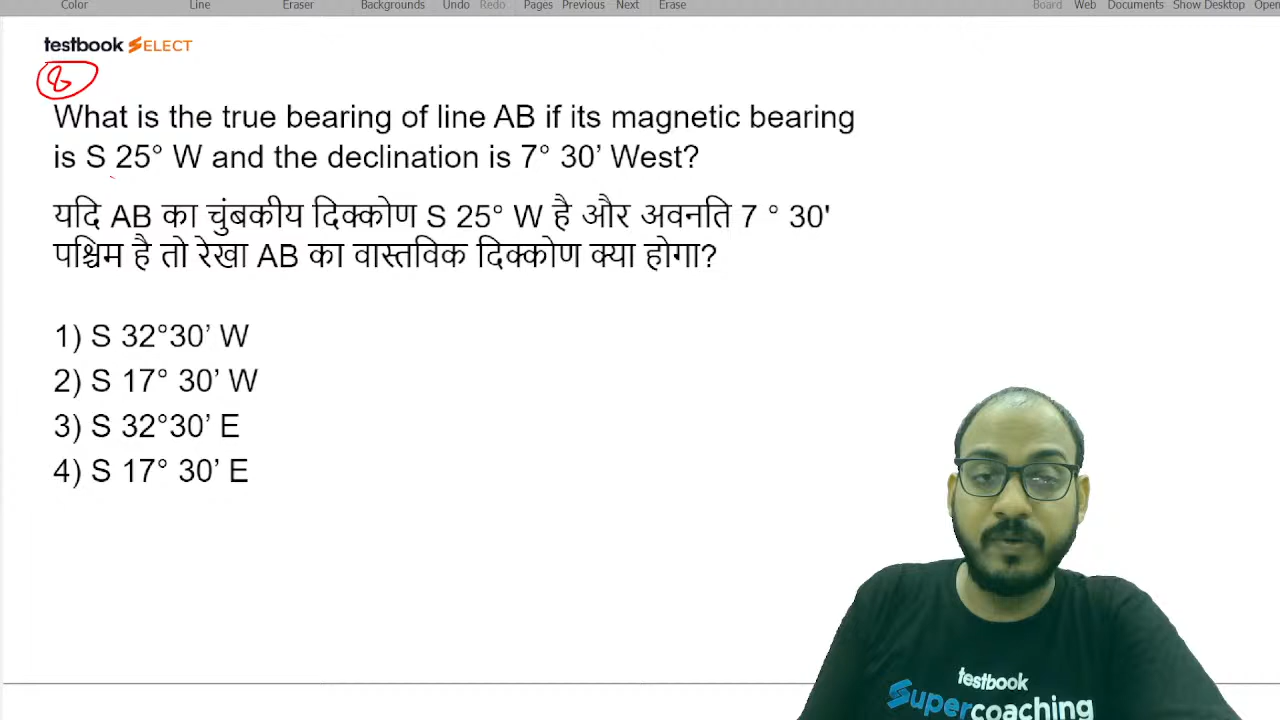 Color Line Eraser Backgrounds Undo Redo Pages Previous Next Erase Board Web Documents Show Desktop Open
testbook SELECT
8
What is the true bearing of line AB if its magnetic bearing
is S 25° W and the declination is 7° 30’ West?
यदि AB का चुंबकीय दिक्कोण S 25° W है और अवनति 7 ° 30'
पश्चिम है तो रेखा AB का वास्तविक दिक्कोण क्या होगा?
1) S 32°30’ W
2) S 17° 30’ W
3) S 32°30’ E
4) S 17° 30’ E
testbook
Supercoaching